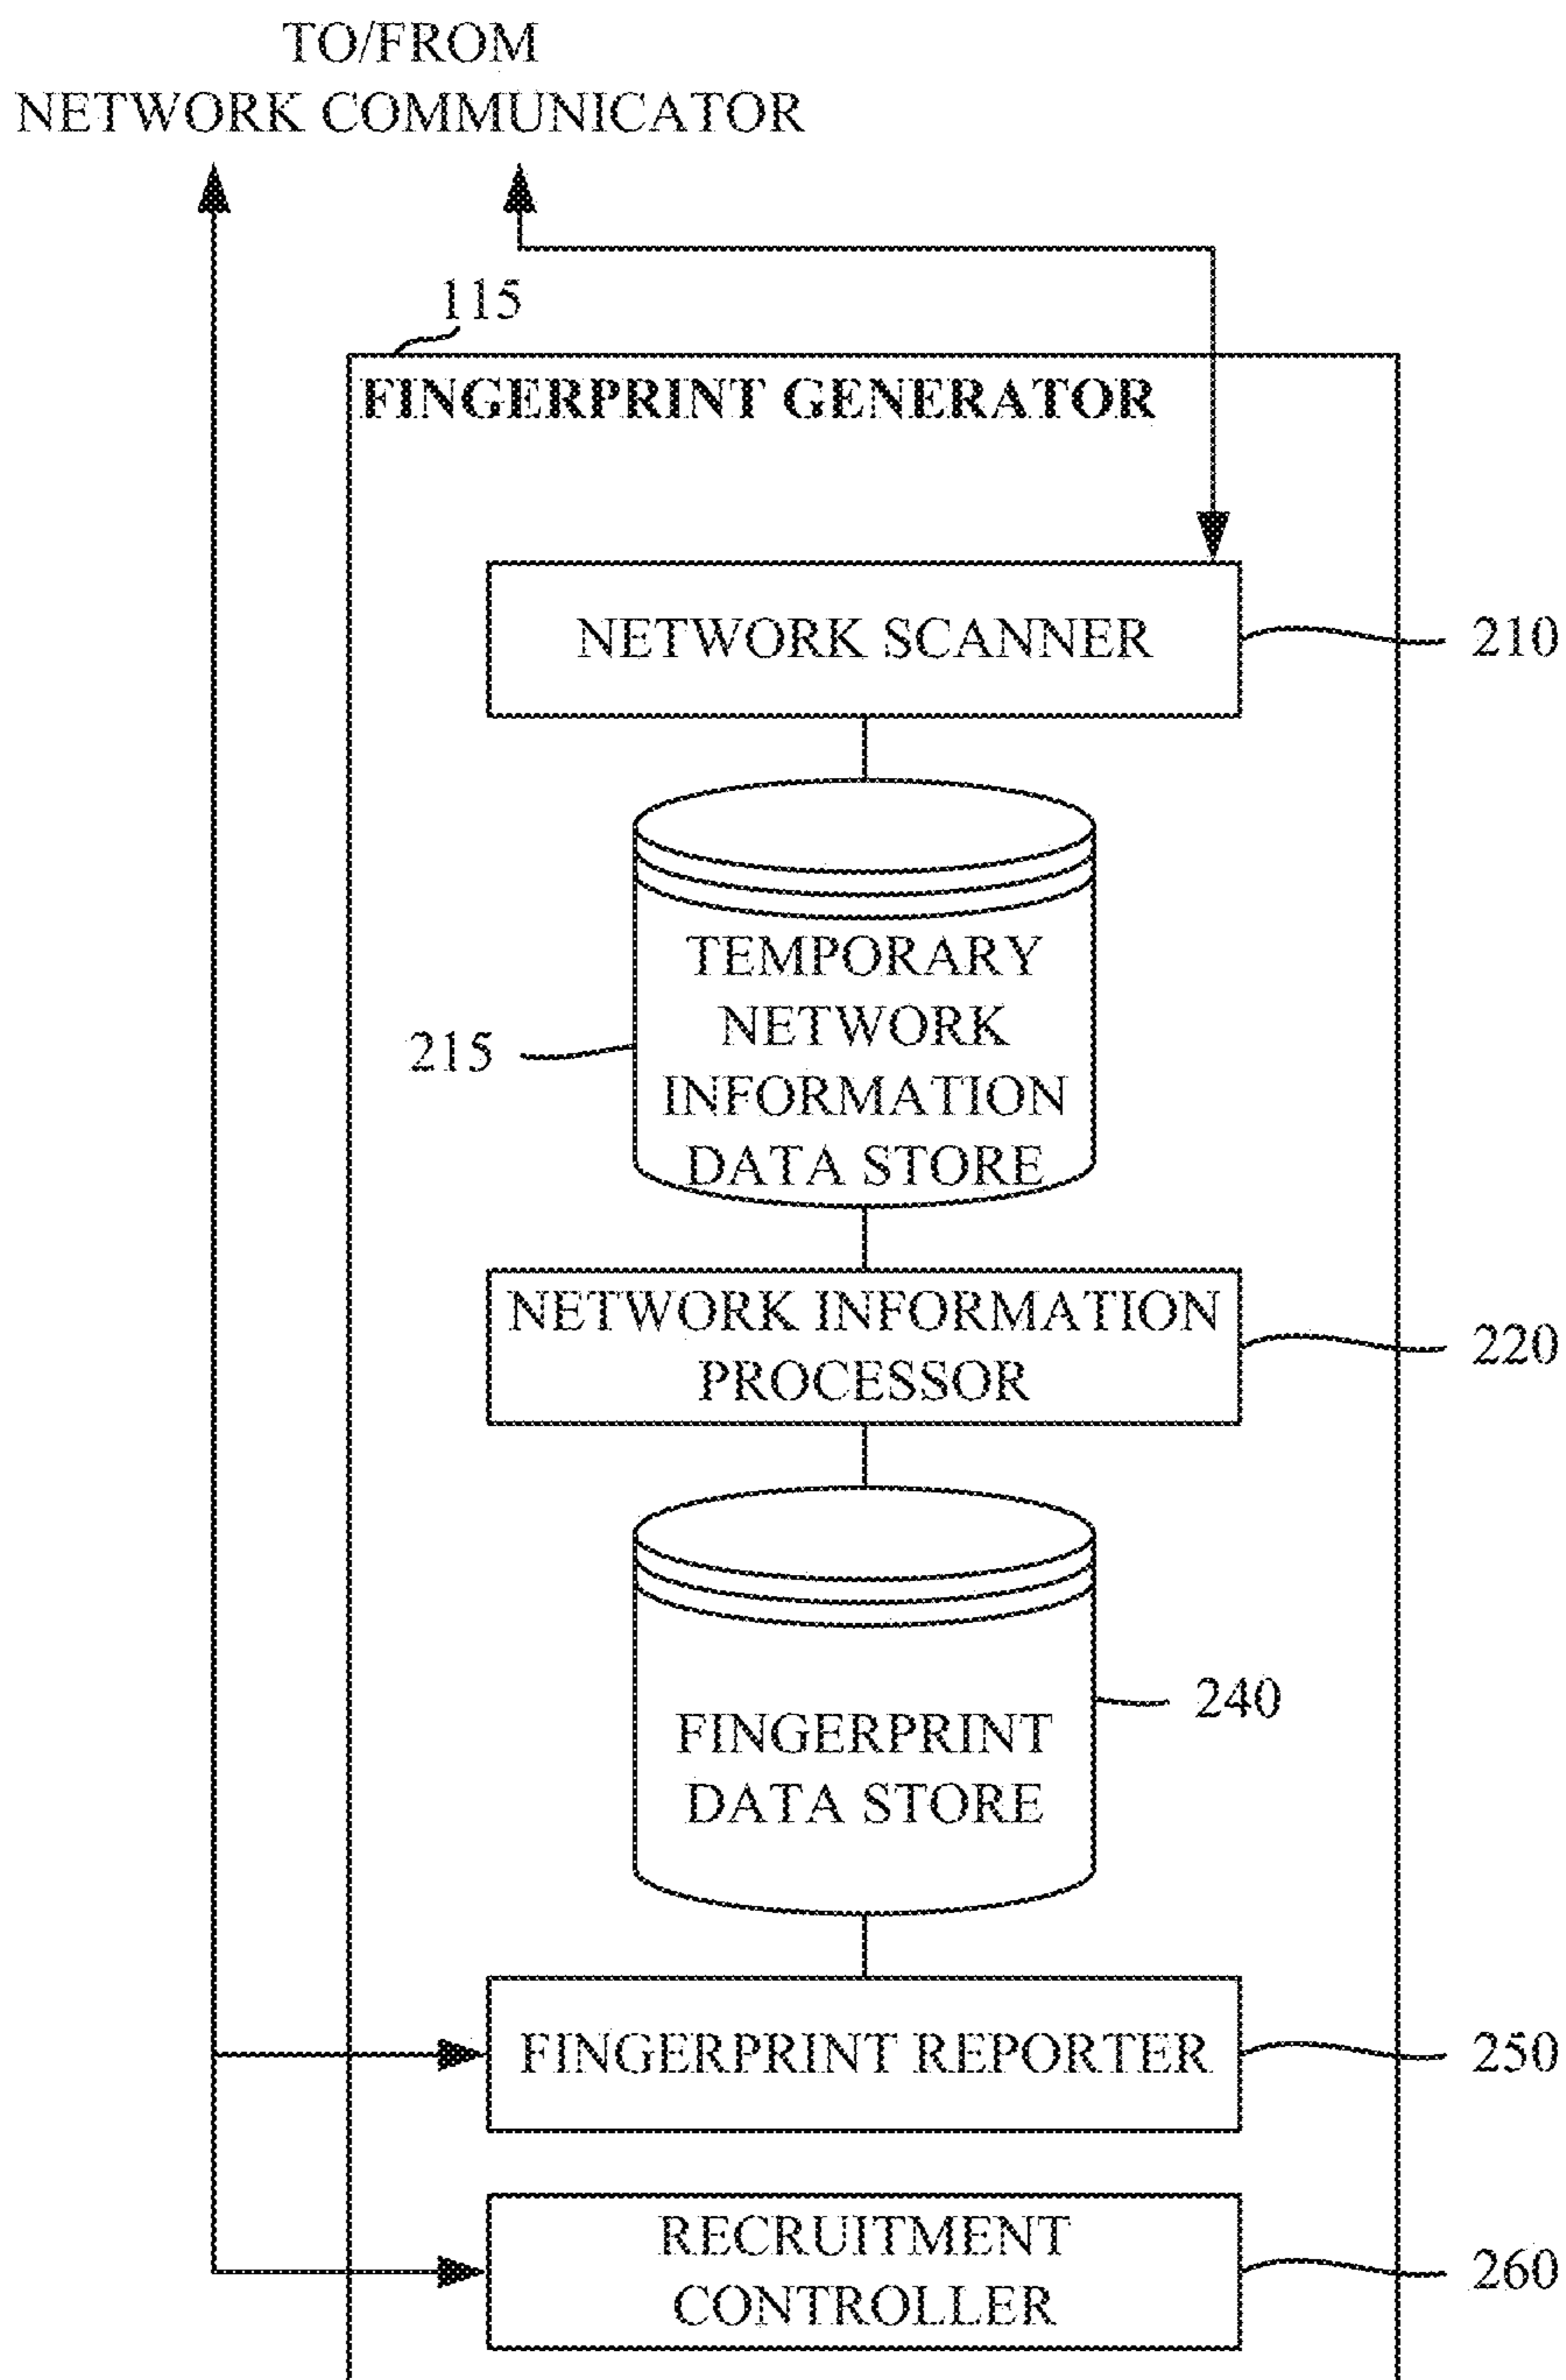 TO/FROM
NETWORK COMMUNICATOR
115
FINGERPRINT GENERATOR
NETWORK SCANNER
210
TEMPORARY
NETWORK
INFORMATION
DATA STORE
215
NETWORK INFORMATION
PROCESSOR
220
FINGERPRINT
DATA STORE
240
FINGERPRINT REPORTER
250
RECRUITMENT
CONTROLLER
260